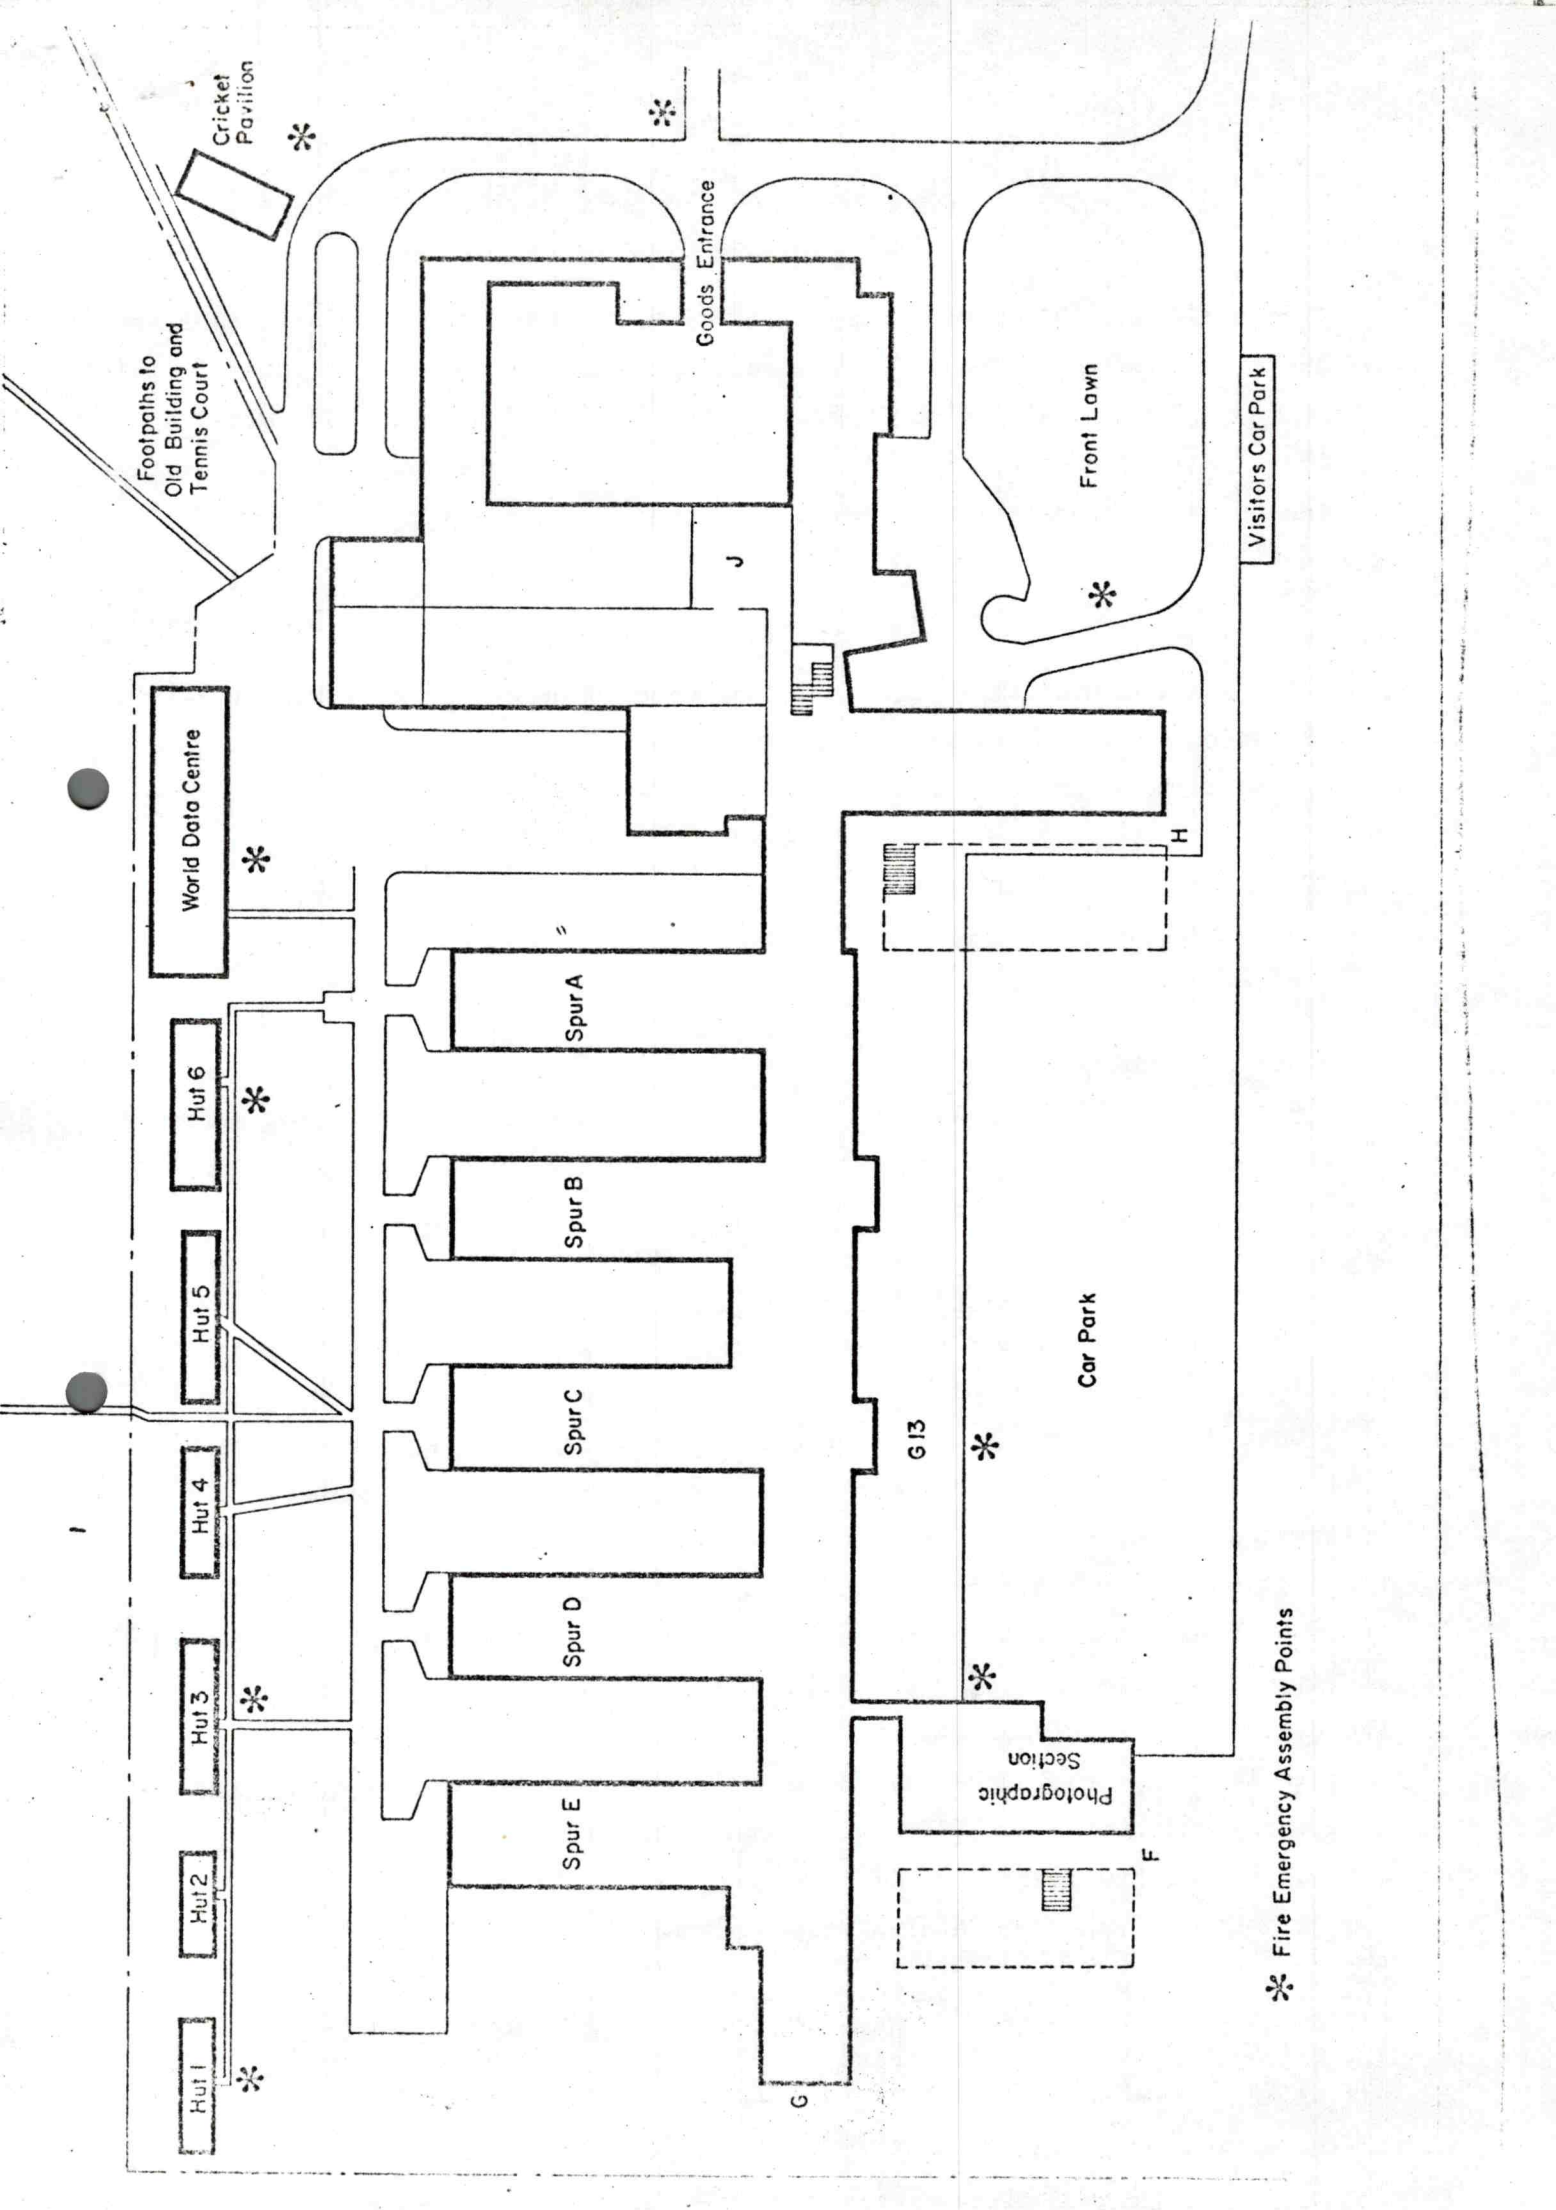 Cricket
Pavilion
Footpaths to
Old Building and
Tennis Court
Goods Entrance
World Data Centre
Front Lawn
Visitors Car Park
J
H
Hut 6
Hut 5
Hut 4
Hut 3
Hut 2
Hut 1
Spur A
Spur B
Spur C
Spur D
Spur E
G13
Car Park
Photographic
Section
F
G
* Fire Emergency Assembly Points